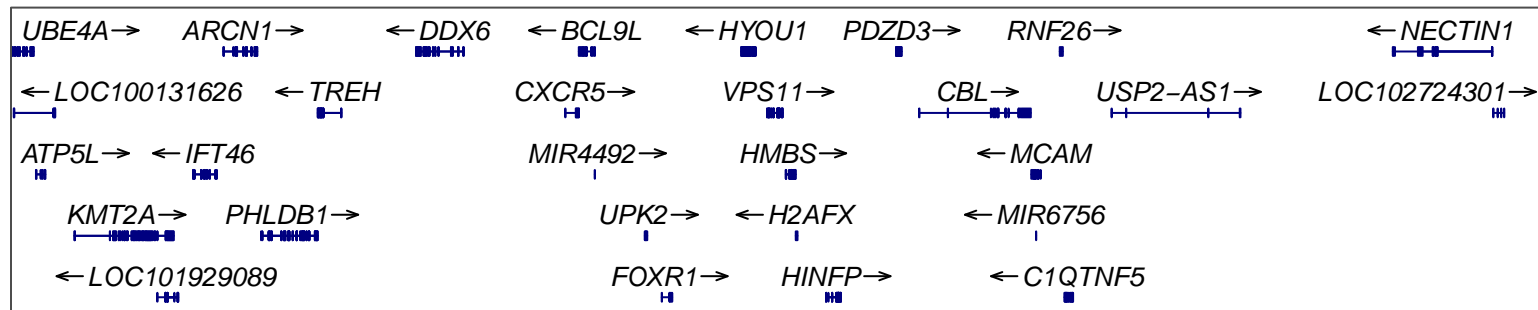 UBE4A→ ARCN1→ ←DDX6 ←BCL9L ←HYOU1 PDZD3→ RNF26→ ←NECTIN1
←LOC100131626 ←TREH CXCR5→ VPS11→ CBL→ USP2−AS1→ LOC102724301→
ATP5L→ ←IFT46 MIR4492→ HMBS→ ←MCAM
KMT2A→ PHLDB1→ UPK2→ ←H2AFX ←MIR6756
←LOC101929089 FOXR1→ HINFP→ ←C1QTNF5